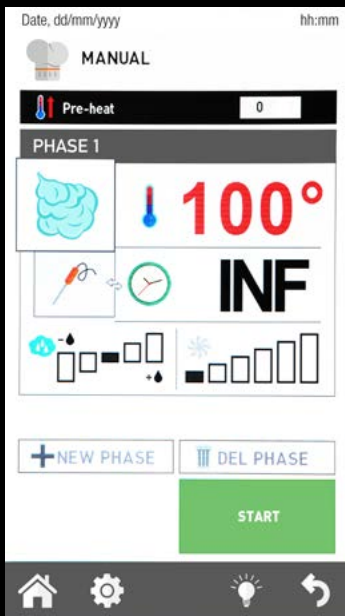 Date, dd/mm/yyyy hh:mm
MANUAL
Pre-heat 0
PHASE 1
100°
INF
-
+
+NEW PHASE DEL PHASE
START